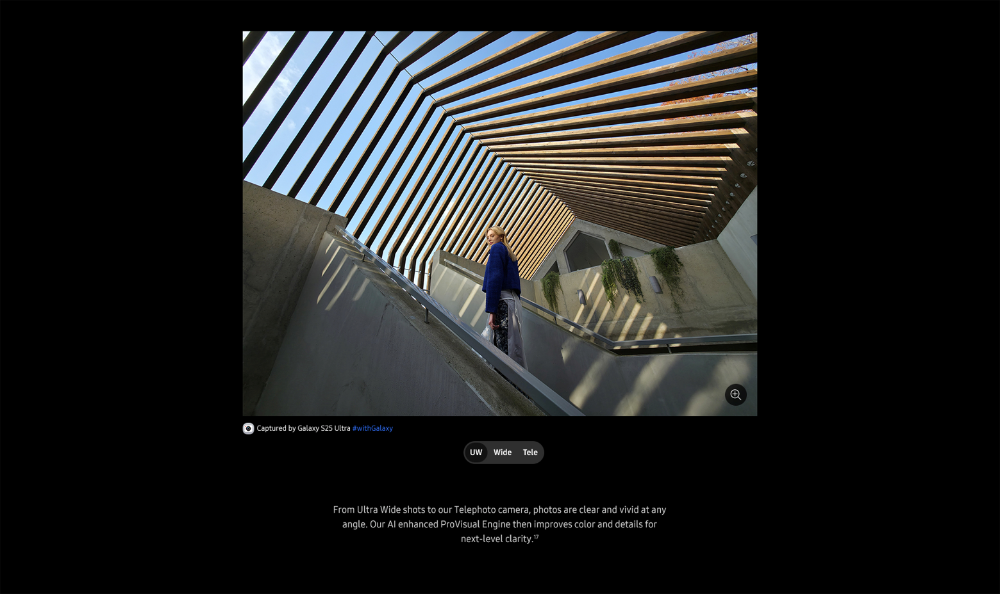 Captured by Galaxy S25 Ultra #withGalaxy
UW Wide Tele
From Ultra Wide shots to our Telephoto camera, photos are clear and vivid at any
angle. Our AI enhanced ProVisual Engine then improves color and details for
next-level clarity.¹⁷